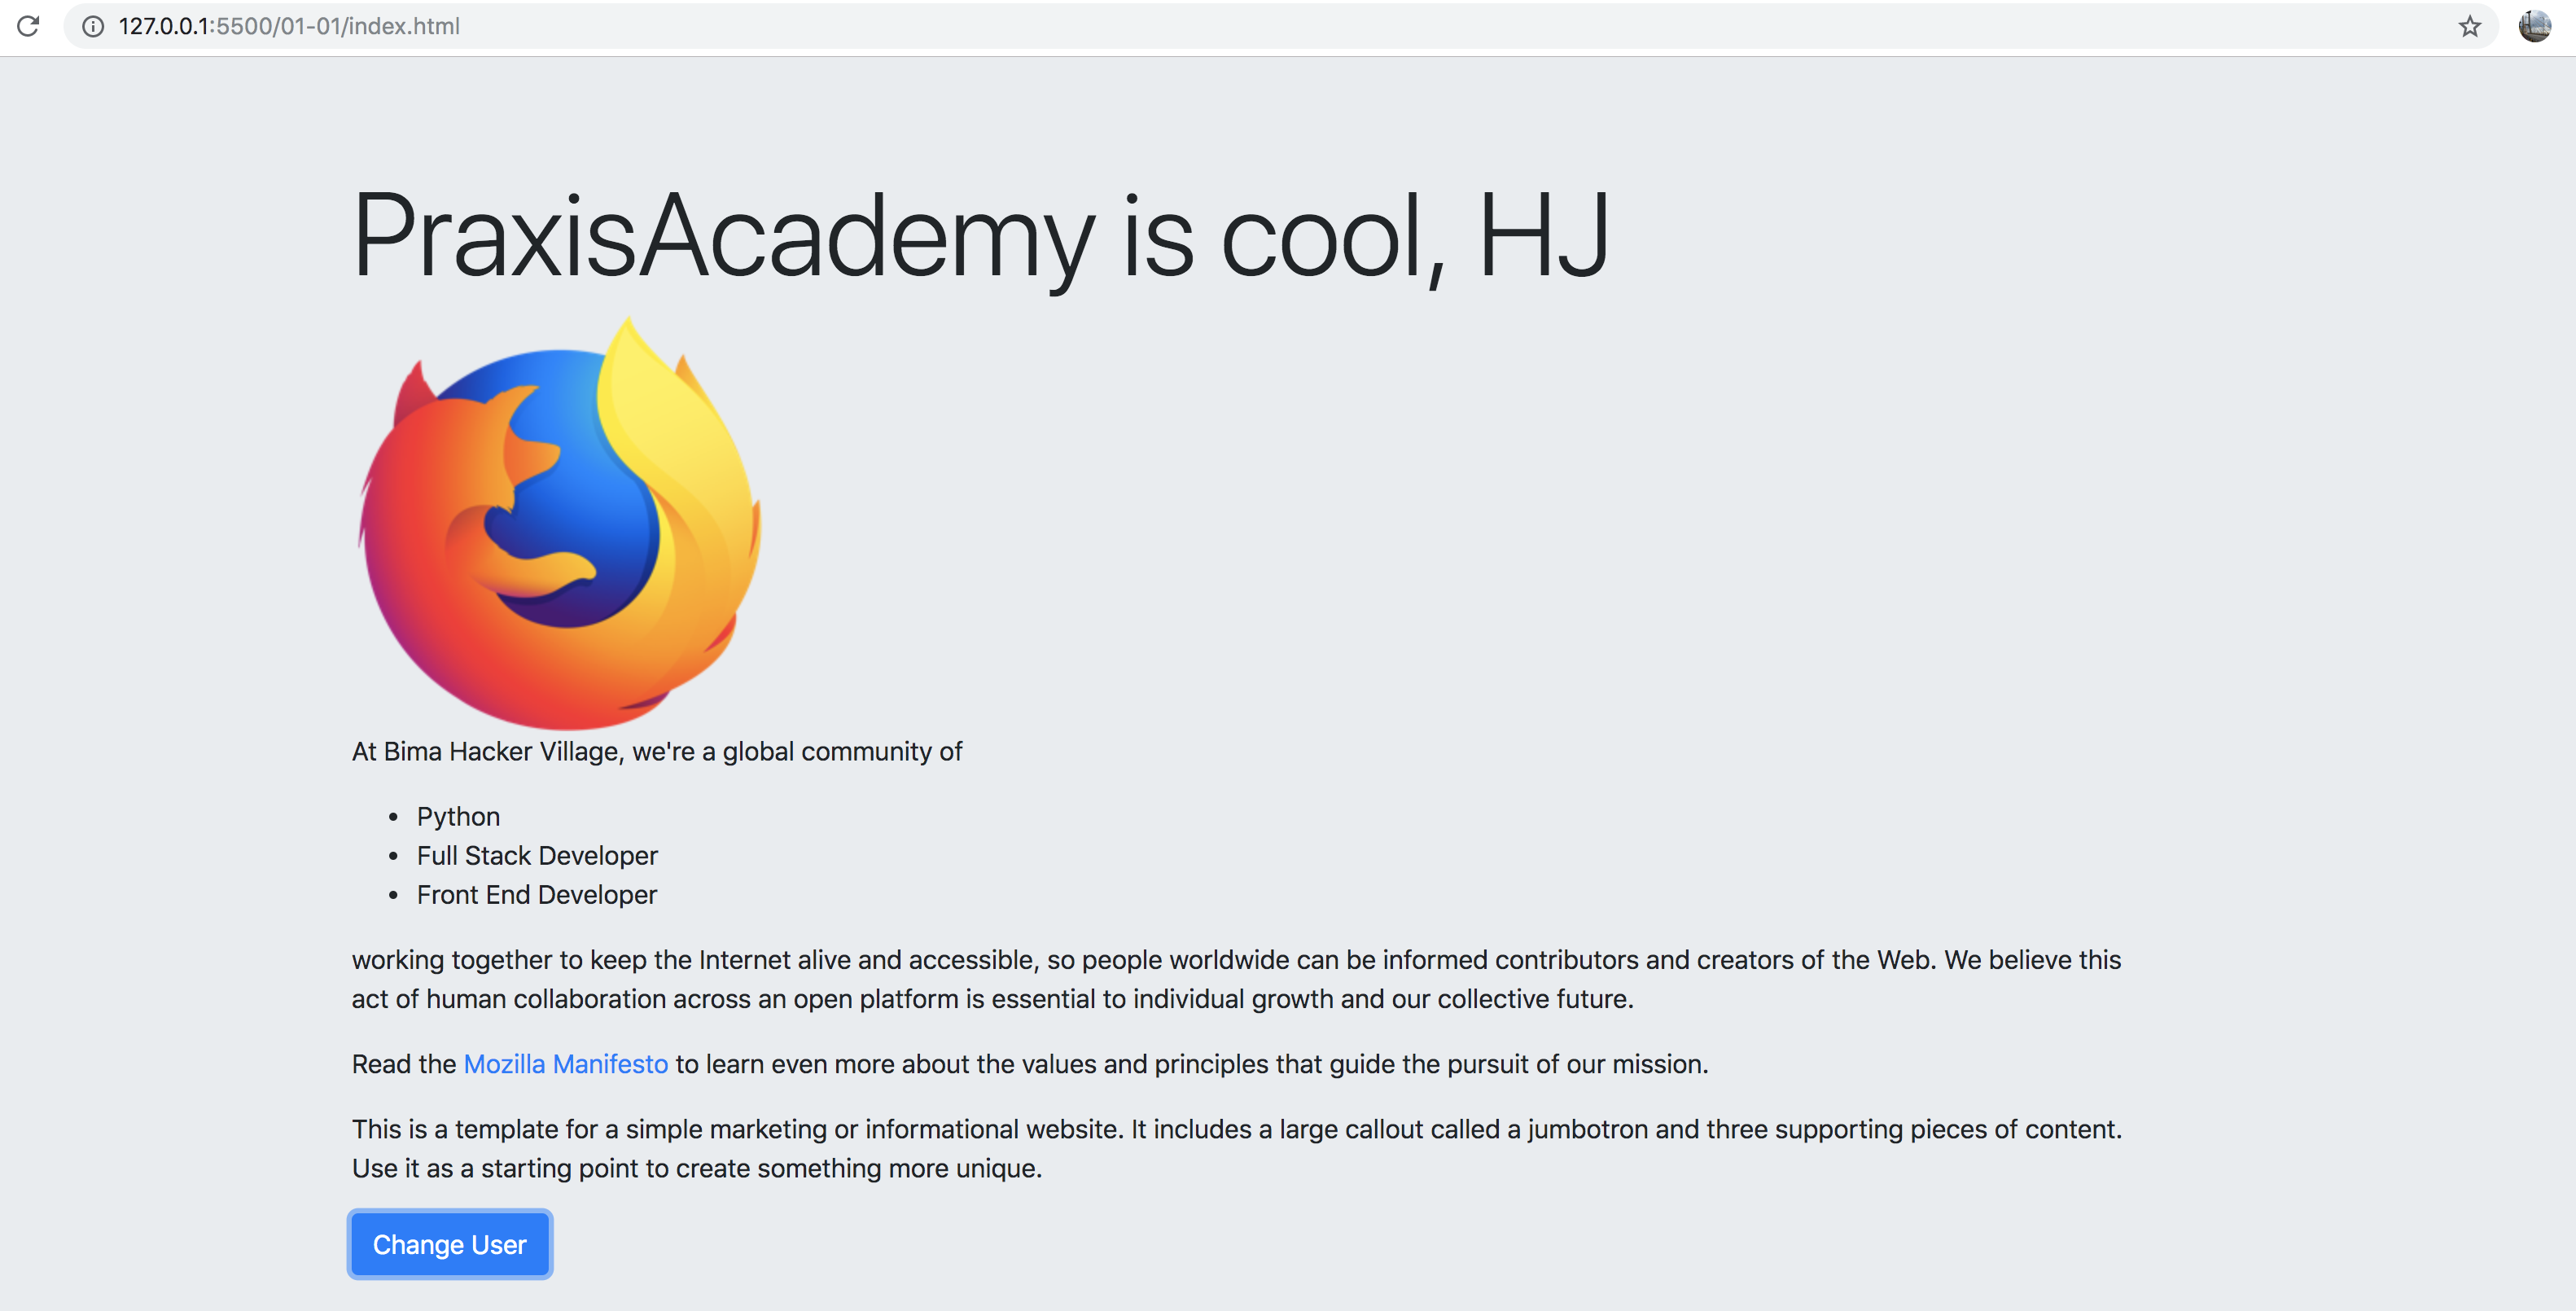 127.0.0.1:5500/01-01/index.html
PraxisAcademy is cool, HJ
At Bima Hacker Village, we're a global community of
• Python
• Full Stack Developer
• Front End Developer
working together to keep the Internet alive and accessible, so people worldwide can be informed contributors and creators of the Web. We believe this
act of human collaboration across an open platform is essential to individual growth and our collective future.
Read the Mozilla Manifesto to learn even more about the values and principles that guide the pursuit of our mission.
This is a template for a simple marketing or informational website. It includes a large callout called a jumbotron and three supporting pieces of content.
Use it as a starting point to create something more unique.
Change User